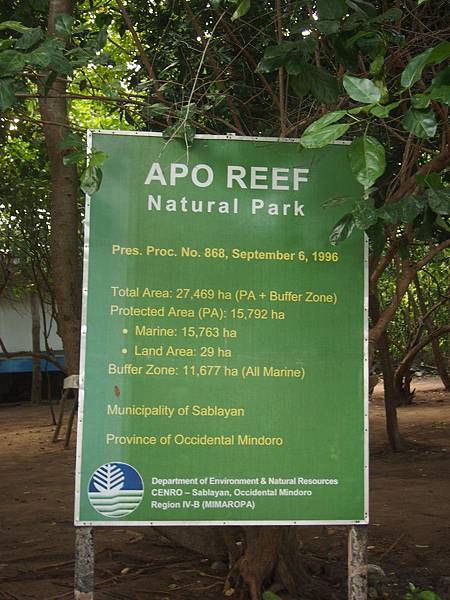 APO REEF
Natural Park
Pres. Proc. No. 868, September 6, 1996
Total Area: 27,469 ha (PA + Buffer Zone)
Protected Area (PA): 15,792 ha
• Marine: 15,763 ha
• Land Area: 29 ha
Buffer Zone: 11,677 ha (All Marine)
Municipality of Sablayan
Province of Occidental Mindoro
Department of Environment & Natural Resources
CENRO – Sablayan, Occidental Mindoro
Region IV-B (MIMAROPA)